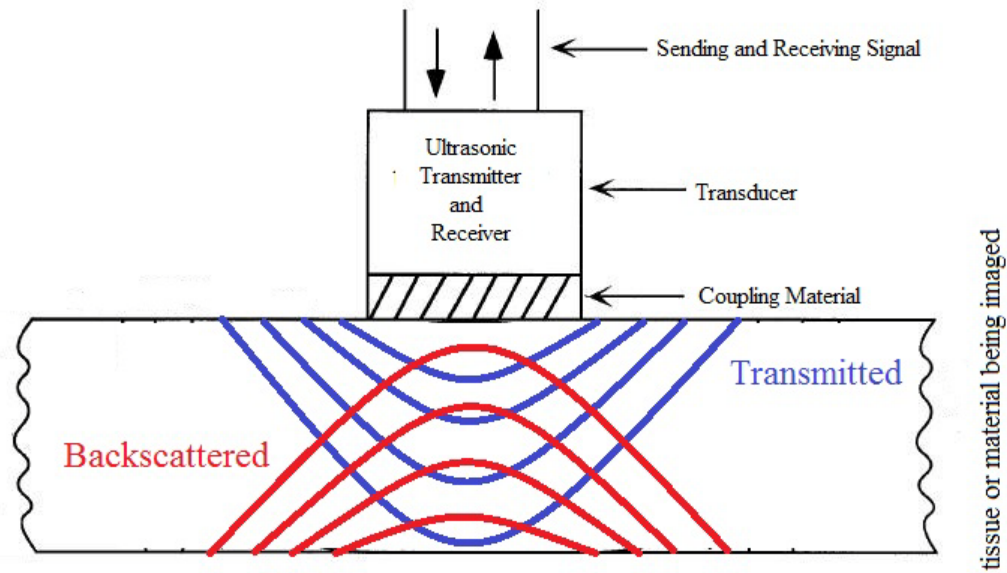 Sending and Receiving Signal
Ultrasonic
Transmitter
and
Receiver
Transducer
Coupling Material
Transmitted
Backscattered
tissue or material being imaged